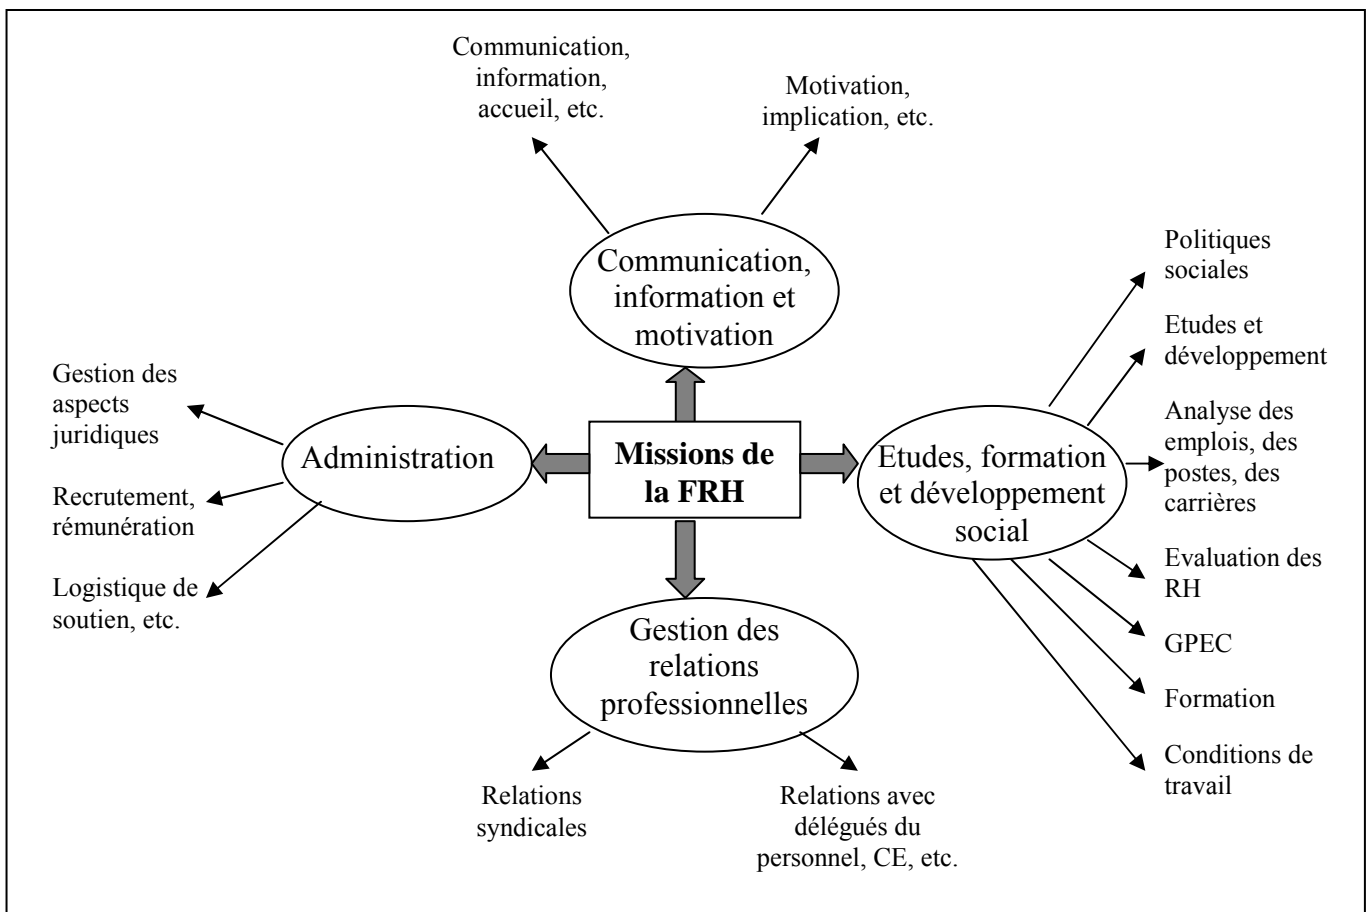 Communication,
information,
accueil, etc.
Motivation,
implication, etc.
Communication,
information et
motivation
Gestion des
aspects
juridiques
Recrutement,
rémunération
Logistique de
soutien, etc.
Administration
Missions de
la FRH
Etudes, formation
et développement
social
Politiques
sociales
Etudes et
développement
Analyse des
emplois, des
postes, des
carrières
Evaluation des
RH
GPEC
Formation
Conditions de
travail
Gestion des
relations
professionnelles
Relations
syndicales
Relations avec
délégués du
personnel, CE, etc.